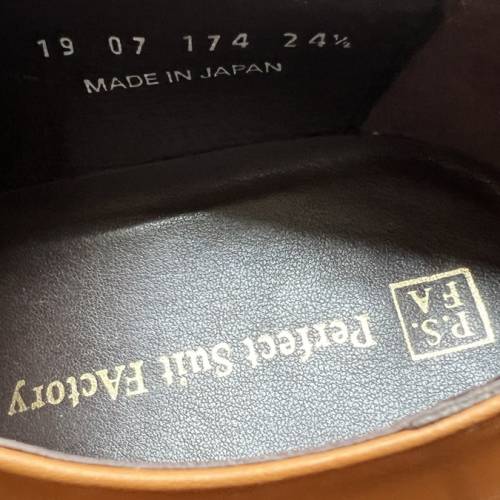 19 07 174 24½
MADE IN JAPAN
P.S.
FA
Perfect Suit FActory